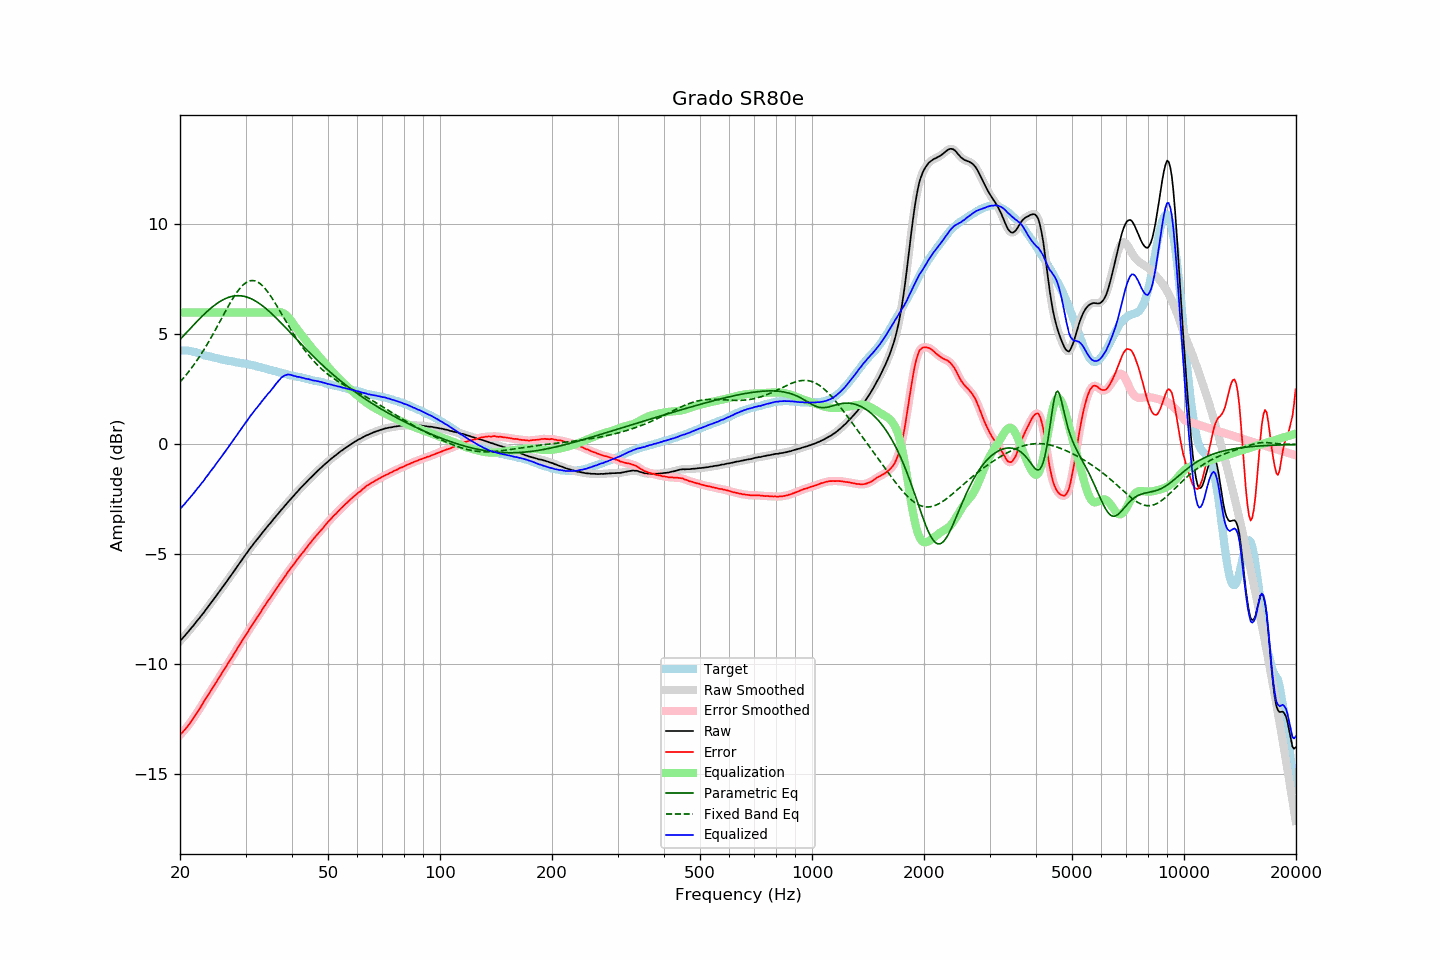 Grado SR80e
Amplitude (dBr)
10
5
0
−5
−10
−15
Target
Raw Smoothed
Error Smoothed
Raw
Error
Equalization
Parametric Eq
Fixed Band Eq
Equalized
20 50 100 200 500 1000 2000 5000 10000 20000
Frequency (Hz)